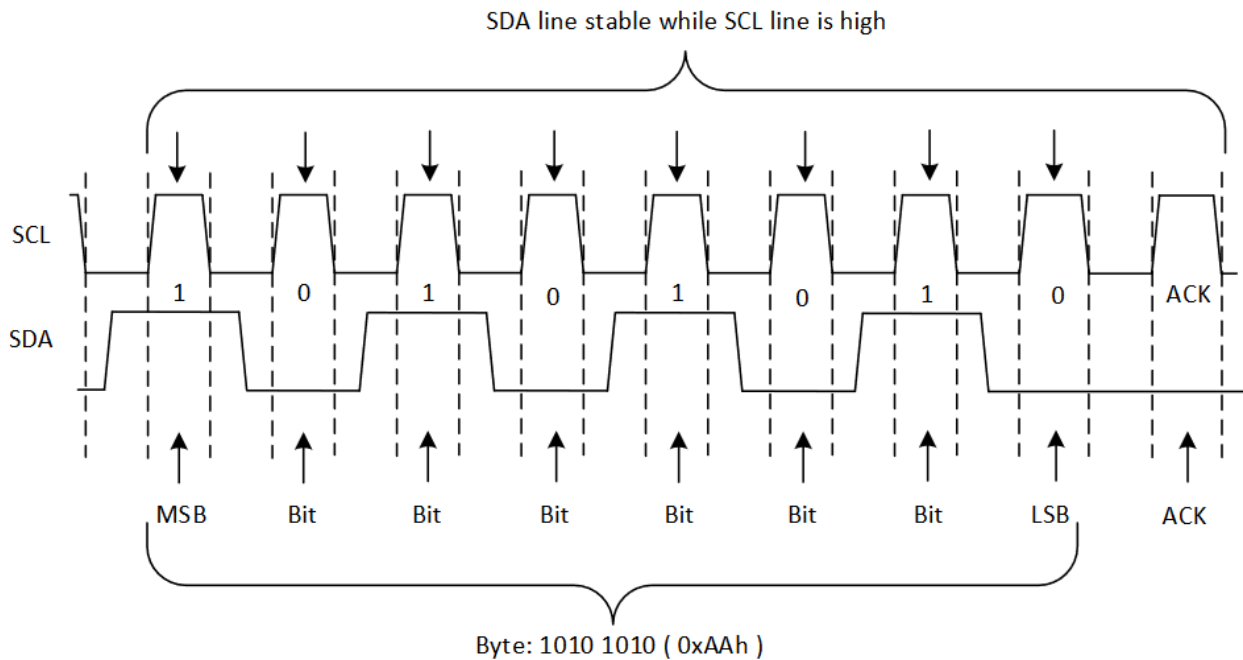 SDA line stable while SCL line is high
SCL
1 0 1 0 1 0 1 0 ACK
SDA
MSB Bit Bit Bit Bit Bit Bit LSB ACK
Byte: 1010 1010 ( 0xAAh )